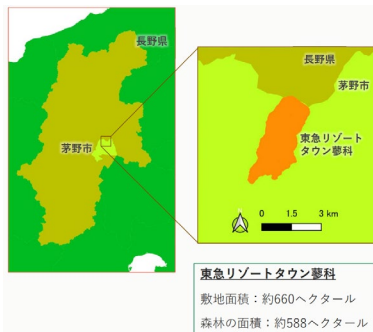 長野県
茅野市
長野県
茅野市
東急リゾート
タウン蓼科
0 1.5 3 km
東急リゾートタウン蓼科
敷地面積：約660ヘクタール
森林の面積：約588ヘクタール